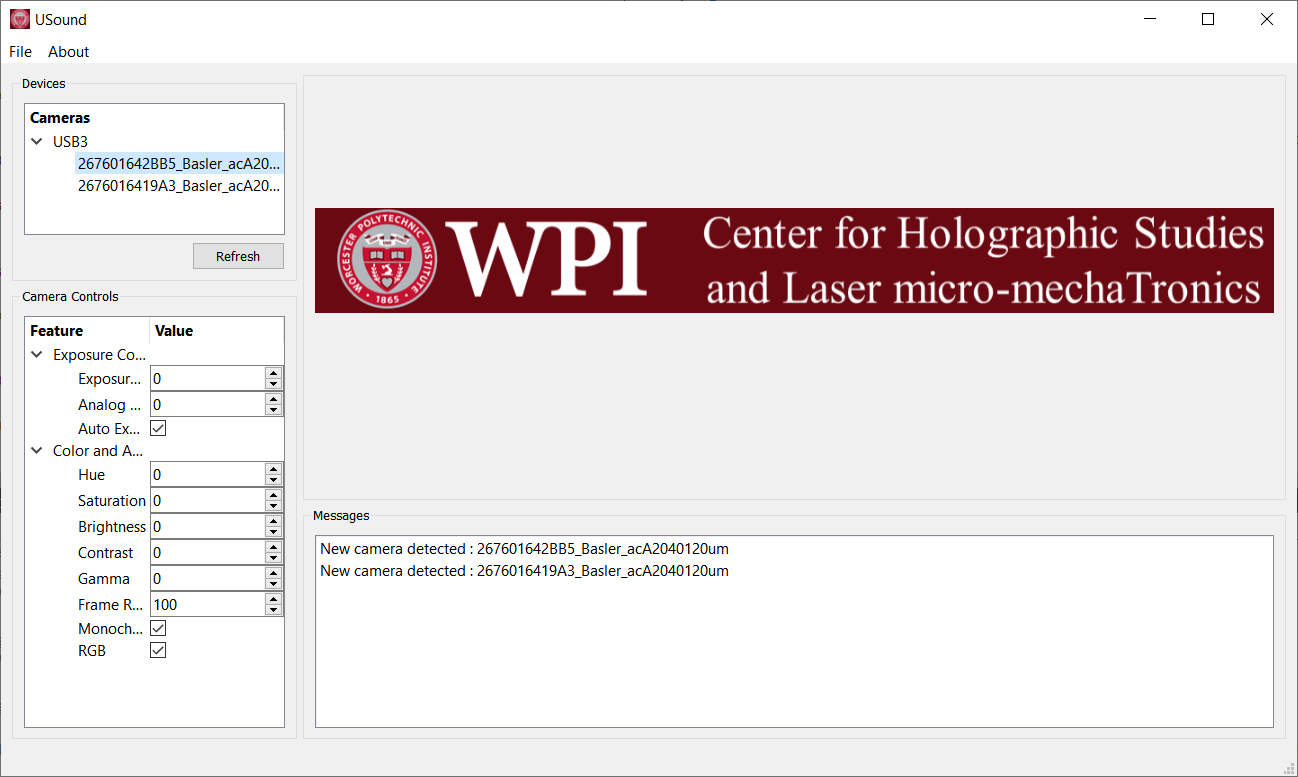 USound
File About
Devices
Cameras
USB3
267601642BB5_Basler_acA20...
2676016419A3_Basler_acA20...
Refresh
Camera Controls
Feature Value
Exposure Co...
Exposur... 0
Analog ... 0
Auto Ex...
Color and A...
Hue 0
Saturation 0
Brightness 0
Contrast 0
Gamma 0
Frame R... 100
Monoch...
RGB
WORCESTER POLYTECHNIC INSTITUTE
1865
WPI
Center for Holographic Studies
and Laser micro-mechaTronics
Messages
New camera detected : 267601642BB5_Basler_acA2040120um
New camera detected : 2676016419A3_Basler_acA2040120um